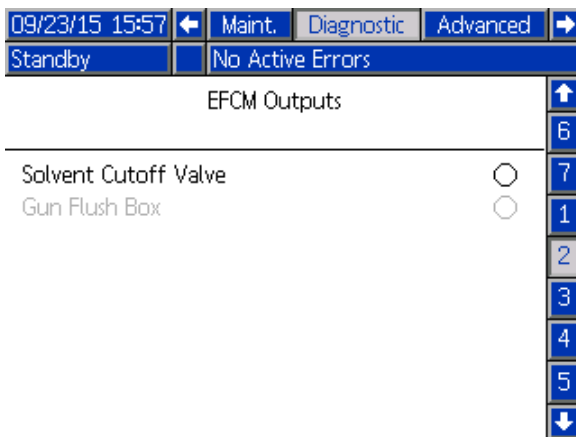 09/23/15 15:57 Maint. Diagnostic Advanced
Standby No Active Errors
EFCM Outputs
6
Solvent Cutoff Valve
7
Gun Flush Box
1
2
3
4
5